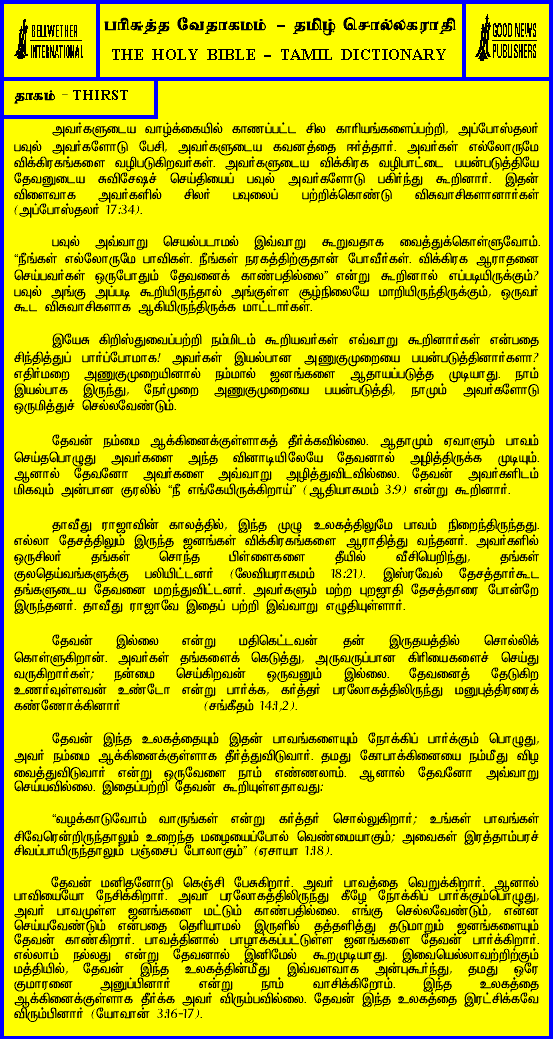 BELLWETHER
INTERNATIONAL
பரிசுத்த வேதாகமம் – தமிழ் சொல்லகராதி
THE HOLY BIBLE – TAMIL DICTIONARY
GOOD NEWS
PUBLISHERS
தாகம் – THIRST
அவர்களுடைய வாழ்க்கையில் காணப்பட்ட சில காரியங்களைப்பற்றி, அப்போஸ்தலர்
பவுல் அவர்களோடு பேசி, அவர்களுடைய கவனத்தை ஈர்த்தார். அவர்கள் எல்லோருமே
விக்கிரகங்களை வழிபடுகிறவர்கள். அவர்களுடைய விக்கிரக வழிபாட்டை பயன்படுத்தியே
தேவனுடைய சுவிசேஷச் செய்தியைப் பவுல் அவர்களோடு பகிர்ந்து கூறினார். இதன்
விளைவாக அவர்களில் சிலர் பவுலைப் பற்றிக்கொண்டு விசுவாசிகளானார்கள்
(அப்போஸ்தலர் 17:34).
பவுல் அவ்வாறு செயல்படாமல் இவ்வாறு கூறுவதாக வைத்துக்கொள்ளுவோம்.
“நீங்கள் எல்லோருமே பாவிகள். நீங்கள் நரகத்திற்குதான் போவீர்கள். விக்கிரக ஆராதனை
செய்பவர்கள் ஒருபோதும் தேவனைக் காண்பதில்லை” என்று கூறினால் எப்படியிருக்கும்?
பவுல் அங்கு அப்படி கூறியிருந்தால் அங்குள்ள சூழ்நிலையே மாறியிருந்திருக்கும், ஒருவர்
கூட விசுவாசிகளாக ஆகியிருந்திருக்க மாட்டார்கள்.
இயேசு கிறிஸ்துவைப்பற்றி நம்மிடம் கூறியவர்கள் எவ்வாறு கூறினார்கள் என்பதை
சிந்தித்துப் பார்ப்போமாக! அவர்கள் இயல்பான அணுகுமுறையை பயன்படுத்தினார்களா?
எதிர்மறை அணுகுமுறையினால் நம்மால் ஜனங்களை ஆதாயப்படுத்த முடியாது. நாம்
இயல்பாக இருந்து, நேர்முறை அணுகுமுறையை பயன்படுத்தி, நாமும் அவர்களோடு
ஒருமித்துச் செல்லவேண்டும்.
தேவன் நம்மை ஆக்கினைக்குள்ளாகத் தீர்க்கவில்லை. ஆதாமும் ஏவாளும் பாவம்
செய்தபொழுது அவர்களை அந்த வினாடியிலேயே தேவனால் அழித்திருக்க முடியும்.
ஆனால் தேவனோ அவர்களை அவ்வாறு அழித்துவிடவில்லை. தேவன் அவர்களிடம்
மிகவும் அன்பான குரலில் “நீ எங்கேயிருக்கிறாய்” (ஆதியாகமம் 3:9) என்று கூறினார்.
தாவீது ராஜாவின் காலத்தில், இந்த முழு உலகத்திலுமே பாவம் நிறைந்திருந்தது.
எல்லா தேசத்திலும் இருந்த ஜனங்கள் விக்கிரகங்களை ஆராதித்து வந்தனர். அவர்களில்
ஒருசிலர் தங்கள் சொந்த பிள்ளைகளை தீயில் வீசியெறிந்து, தங்கள்
குலதெய்வங்களுக்கு பலியிட்டனர் (லேவியராகமம் 18:21). இஸ்ரவேல் தேசத்தார்கூட
தங்களுடைய தேவனை மறந்துவிட்டனர். அவர்களும் மற்ற புறஜாதி தேசத்தாரை போன்றே
இருந்தனர். தாவீது ராஜாவே இதைப் பற்றி இவ்வாறு எழுதியுள்ளார்.
தேவன் இல்லை என்று மதிகெட்டவன் தன் இருதயத்தில் சொல்லிக்
கொள்ளுகிறான். அவர்கள் தங்களைக் கெடுத்து, அருவருப்பான கிரியைகளைச் செய்து
வருகிறார்கள்; நன்மை செய்கிறவன் ஒருவனும் இல்லை. தேவனைத் தேடுகிற
உணர்வுள்ளவன் உண்டோ என்று பார்க்க, கர்த்தர் பரலோகத்திலிருந்து மனுபுத்திரரைக்
கண்ணோக்கினார் (சங்கீதம் 14:1,2).
தேவன் இந்த உலகத்தையும் இதன் பாவங்களையும் நோக்கிப் பார்க்கும் பொழுது,
அவர் நம்மை ஆக்கினைக்குள்ளாக தீர்த்துவிடுவார். தமது கோபாக்கினையை நம்மீது விழ
வைத்துவிடுவார் என்று ஒருவேளை நாம் எண்ணலாம். ஆனால் தேவனோ அவ்வாறு
செய்யவில்லை. இதைப்பற்றி தேவன் கூறியுள்ளதாவது:
“வழக்காடுவோம் வாருங்கள் என்று கர்த்தர் சொல்லுகிறார்; உங்கள் பாவங்கள்
சிவேரென்றிருந்தாலும் உறைந்த மழையைப்போல் வெண்மையாகும்; அவைகள் இரத்தாம்பரச்
சிவப்பாயிருந்தாலும் பஞ்சைப் போலாகும்” (ஏசாயா 1:18).
தேவன் மனிதனோடு கெஞ்சி பேசுகிறார். அவர் பாவத்தை வெறுக்கிறார். ஆனால்
பாவியையோ நேசிக்கிறார். அவர் பரலோகத்திலிருந்து கீழே நோக்கிப் பார்க்கும்பொழுது,
அவர் பாவமுள்ள ஜனங்களை மட்டும் காண்பதில்லை. எங்கு செல்லவேண்டும், என்ன
செய்யவேண்டும் என்பதை தெரியாமல் இருளில் தத்தளித்து தடுமாறும் ஜனங்களையும்
தேவன் காண்கிறார். பாவத்தினால் பாழாக்கப்பட்டுள்ள ஜனங்களை தேவன் பார்க்கிறார்.
எல்லாம் நல்லது என்று தேவனால் இனிமேல் கூறமுடியாது. இவையெல்லாவற்றிற்கும்
மத்தியில், தேவன் இந்த உலகத்தின்மீது இவ்வளவாக அன்புகூர்ந்து, தமது ஒரே
குமாரனை அனுப்பினார் என்று நாம் வாசிக்கிறோம். இந்த உலகத்தை
ஆக்கினைக்குள்ளாக தீர்க்க அவர் விரும்பவில்லை. தேவன் இந்த உலகத்தை இரட்சிக்கவே
விரும்பினார் (யோவான் 3:16-17).